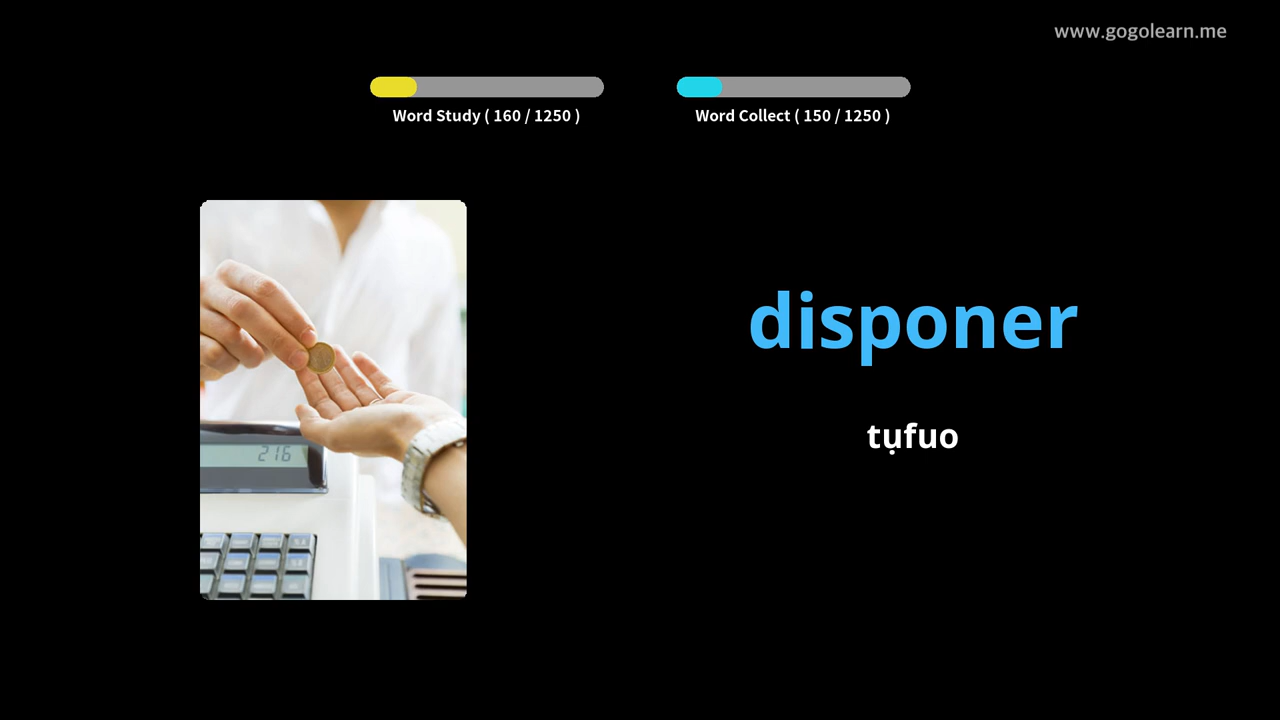 www.gogolearn.me
Word Study ( 160 / 1250 )
Word Collect ( 150 / 1250 )
disponer
tụfuo
216